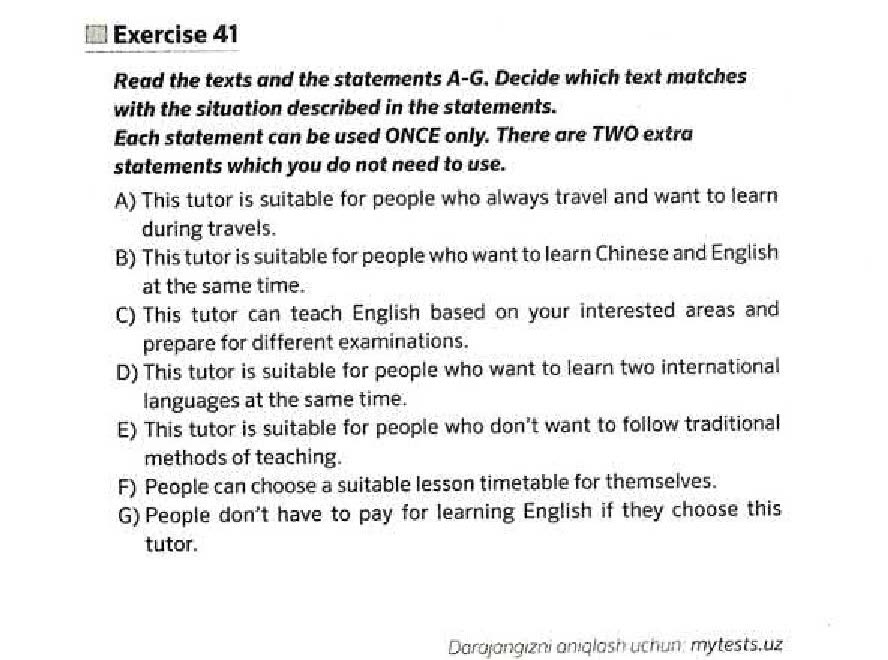 Exercise 41
Read the texts and the statements A-G. Decide which text matches
with the situation described in the statements.
Each statement can be used ONCE only. There are TWO extra
statements which you do not need to use.
A) This tutor is suitable for people who always travel and want to learn
during travels.
B) This tutor is suitable for people who want to learn Chinese and English
at the same time.
C) This tutor can teach English based on your interested areas and
prepare for different examinations.
D) This tutor is suitable for people who want to learn two international
languages at the same time.
E) This tutor is suitable for people who don't want to follow traditional
methods of teaching.
F) People can choose a suitable lesson timetable for themselves.
G) People don't have to pay for learning English if they choose this
tutor.
Darajangizni aniqlash uchun: mytests.uz